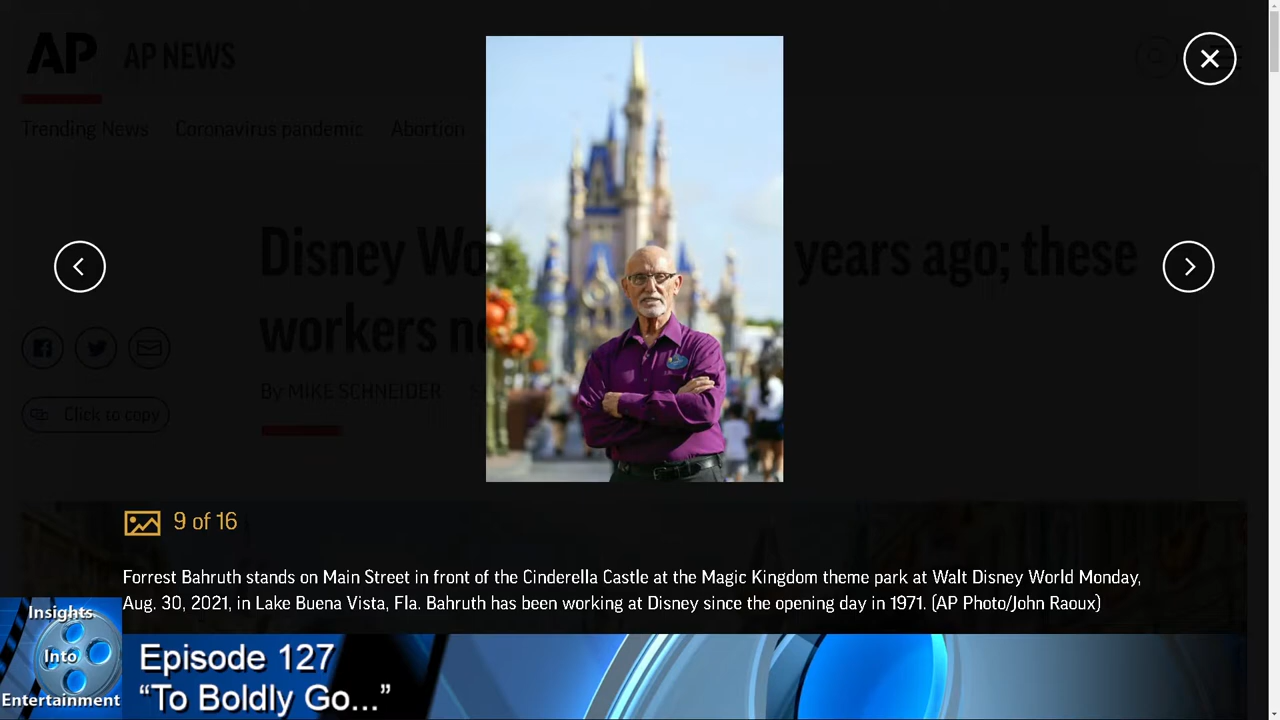 AP
AP NEWS
Trending News
Coronavirus pandemic
Abortion
Disney Wo
years ago; these
workers n
By MIKE SCHNEIDER
Click to copy
9 of 16
Forrest Bahruth stands on Main Street in front of the Cinderella Castle at the Magic Kingdom theme park at Walt Disney World Monday,
Aug. 30, 2021, in Lake Buena Vista, Fla. Bahruth has been working at Disney since the opening day in 1971. (AP Photo/John Raoux)
Insights
Into
Entertainment
Episode 127
“To Boldly Go...”